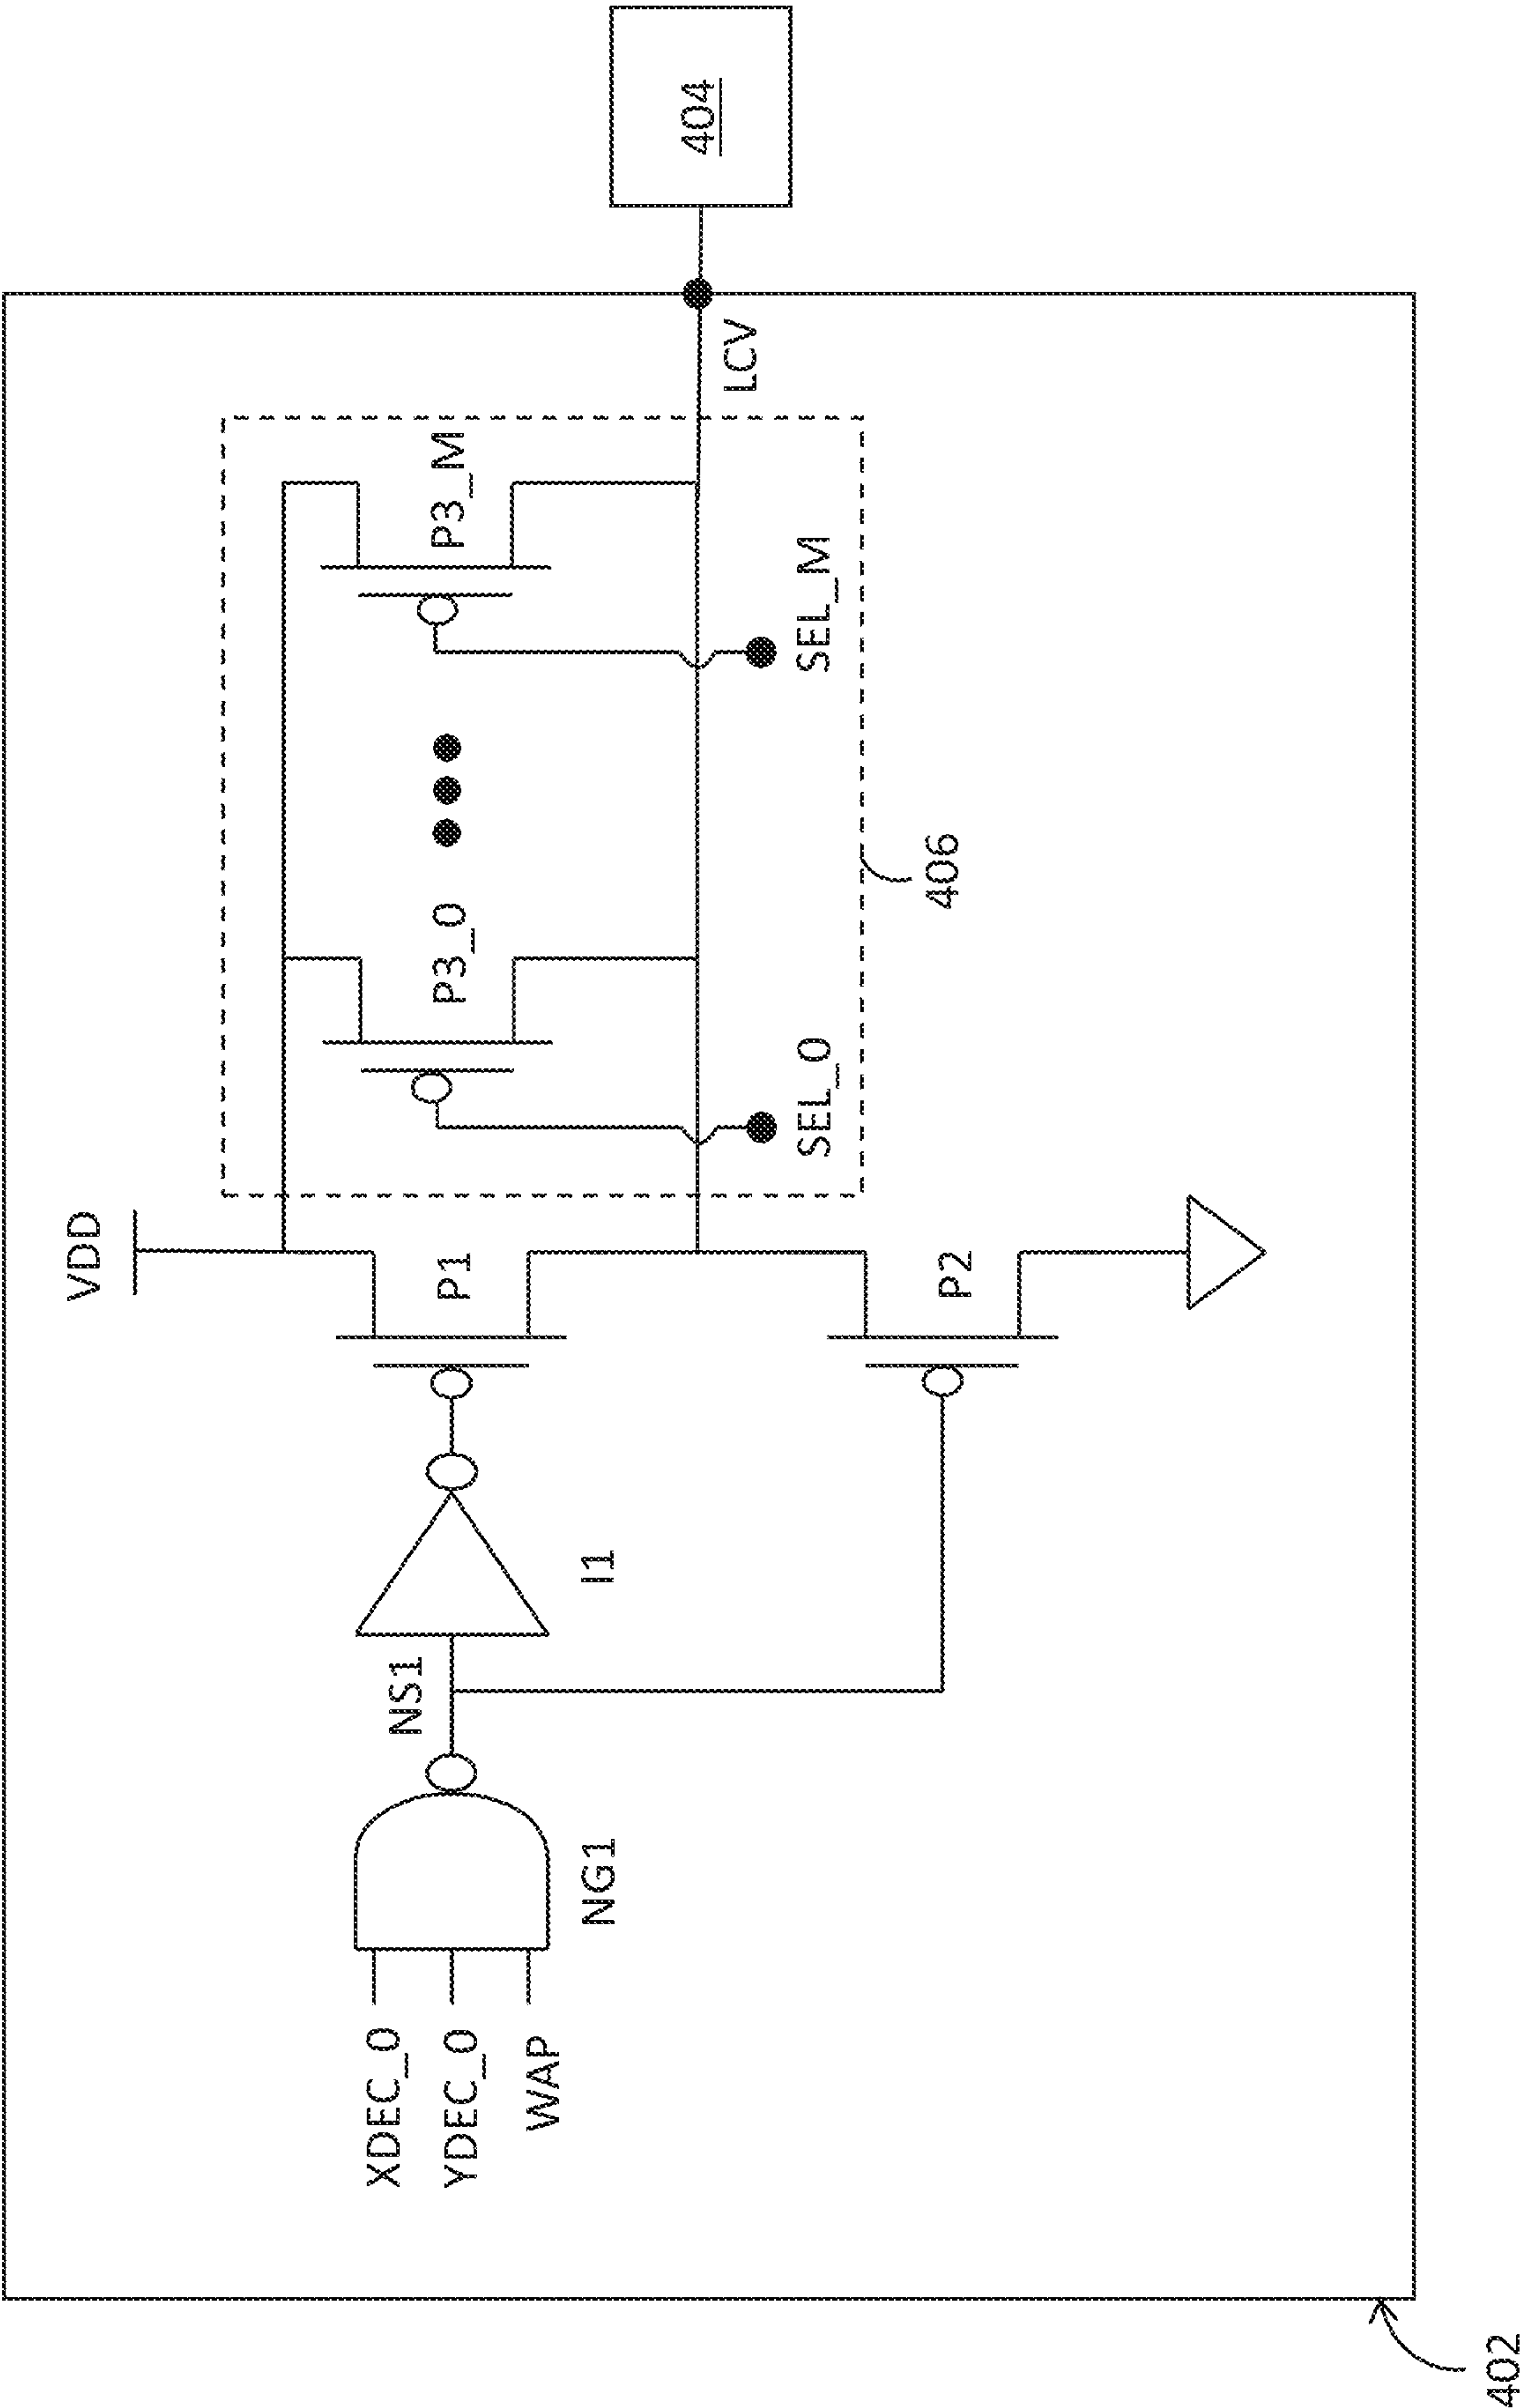 VDD
P1
P3_0
P3_M
404
XDEC_0
YDEC_0
WAP
NS1
NG1
I1
LCV
SEL_0
SEL_M
P2
406
402